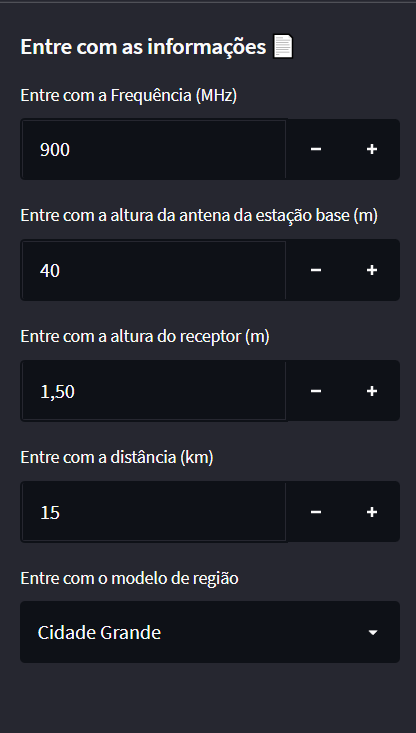 Entre com as informações 📄
Entre com a Frequência (MHz)
900
Entre com a altura da antena da estação base (m)
40
Entre com a altura do receptor (m)
1,50
Entre com a distância (km)
15
Entre com o modelo de região
Cidade Grande